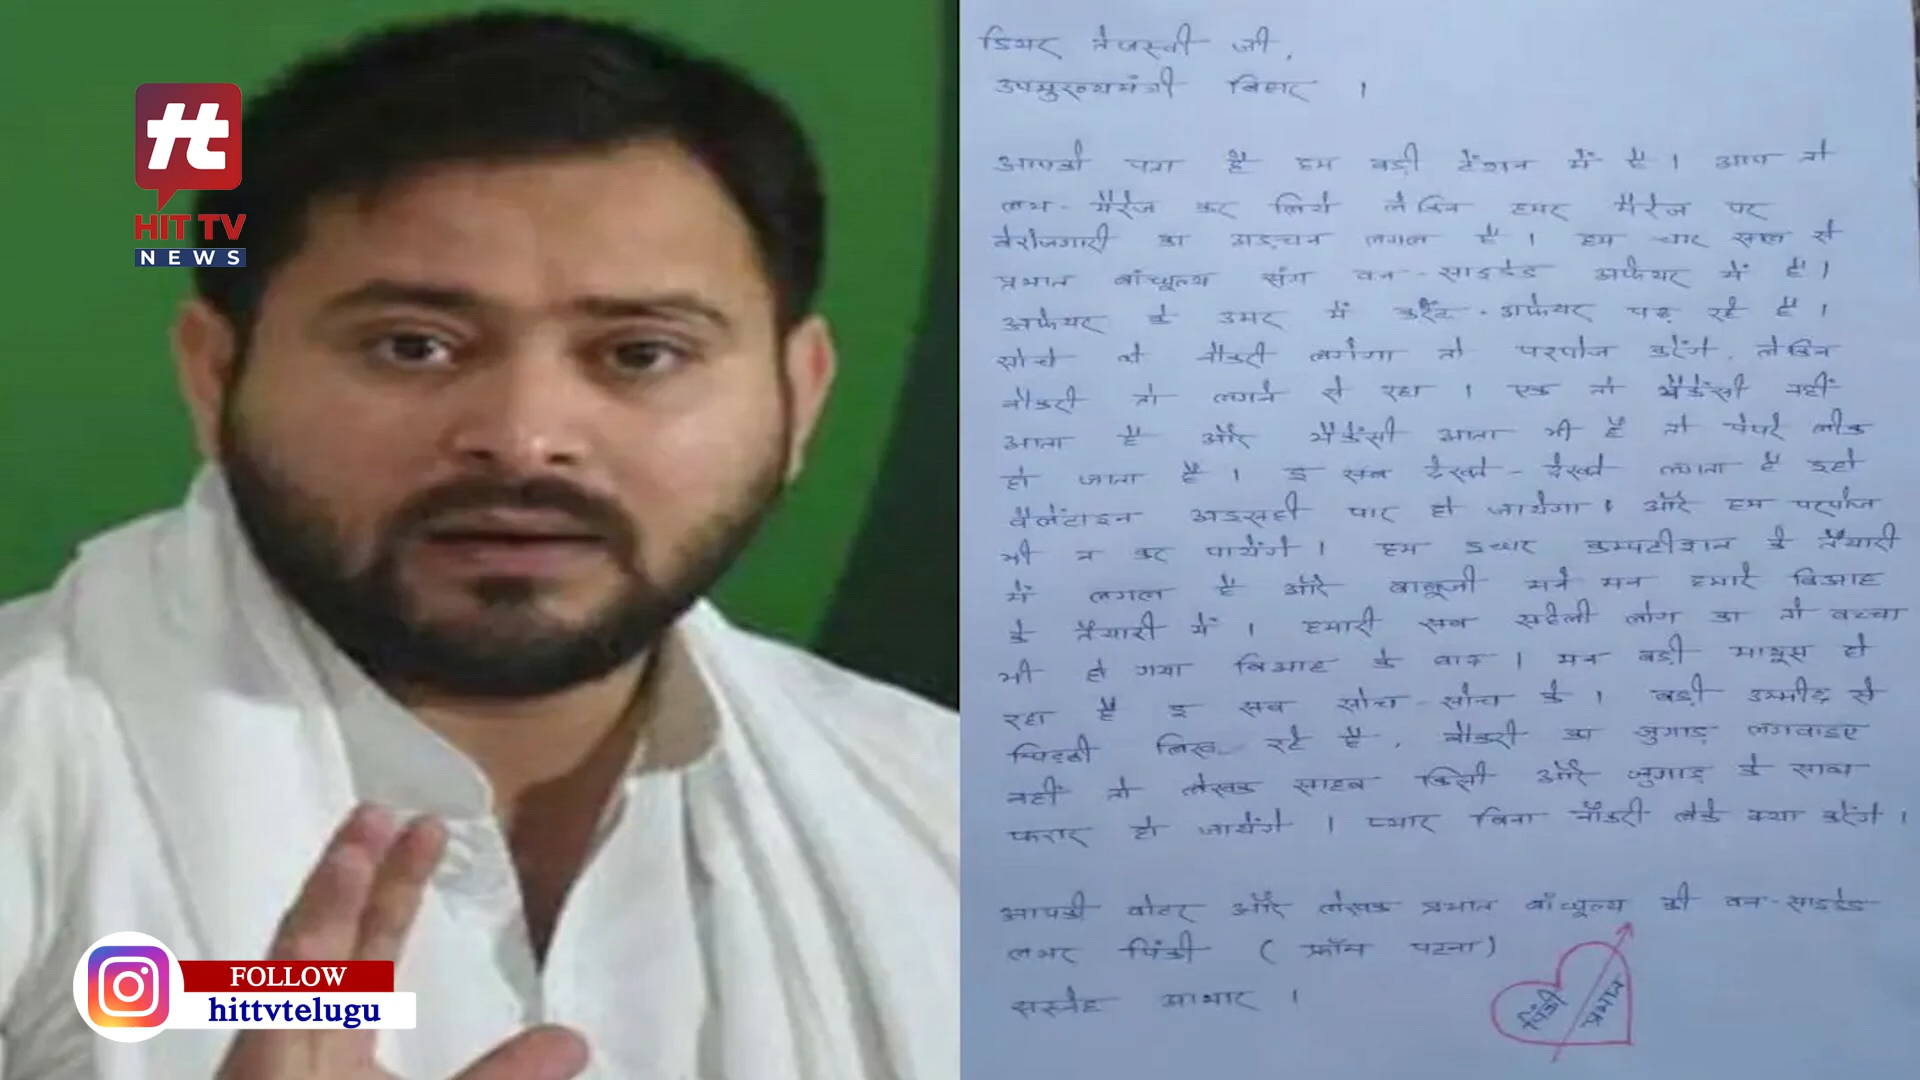 HIT TV
NEWS
FOLLOW
hittvtelugu
डियर तेजस्वी जी,
उपमुख्यमंत्री बिहार ।
आपको पता है हम बड़ी टेंशन में है । आप तो
लभ - मैरेज कर लिये लेकिन हमर मैरेज पर
बेरोजगारी का अड़चन लगल है । हम चार साल से
प्रभात बाँधुल्य संग वन - साइडेड अफेयर में हैं ।
अफेयर के उमर में करेंट - अफेयर पढ़ रहे है ।
सोचे थे नौकरी लगेगा तो परपोज करेंगे, लेकिन
नौकरी तो लगने से रहा । एक तो भैकेंसी नहीं
आता है और भैकेंसी आता भी है तो पेपरे लीक
हो जाता है । इ सब देखते - देखते लगता है इहो
वैलेंटाइन अइसही पार हो जायेगा । और हम परपोज
भी न कर पायेंगे । हम इधर कम्पटीशन के तैयारी
में लगल है और बाबूजी मने मन हमारे बिआह
के तैयारी में । हमारी सब सहेली लोग का तो बच्चा
भी हो गया बिआह के बाद । मन बड़ी मायूस हो
रहा है इ सब सोच - सोच के । बड़ी उम्मीद से
चिट्ठी लिख रहे है, नौकरी का जुगाड़ लगवाइए
नहीं तो लेखक साहब किसी और जुगाड़ के साथ
फरार हो जायेंगे । प्यार बिना नौकरी लेके क्या करेंगे ।
आपकी वोटर और लेखक प्रभात बाँधुल्य की वन - साइडेड
लभर पिंकी ( फ्रॉम पटना )
सस्नेह आभार ।
पिंकी
प्रभात